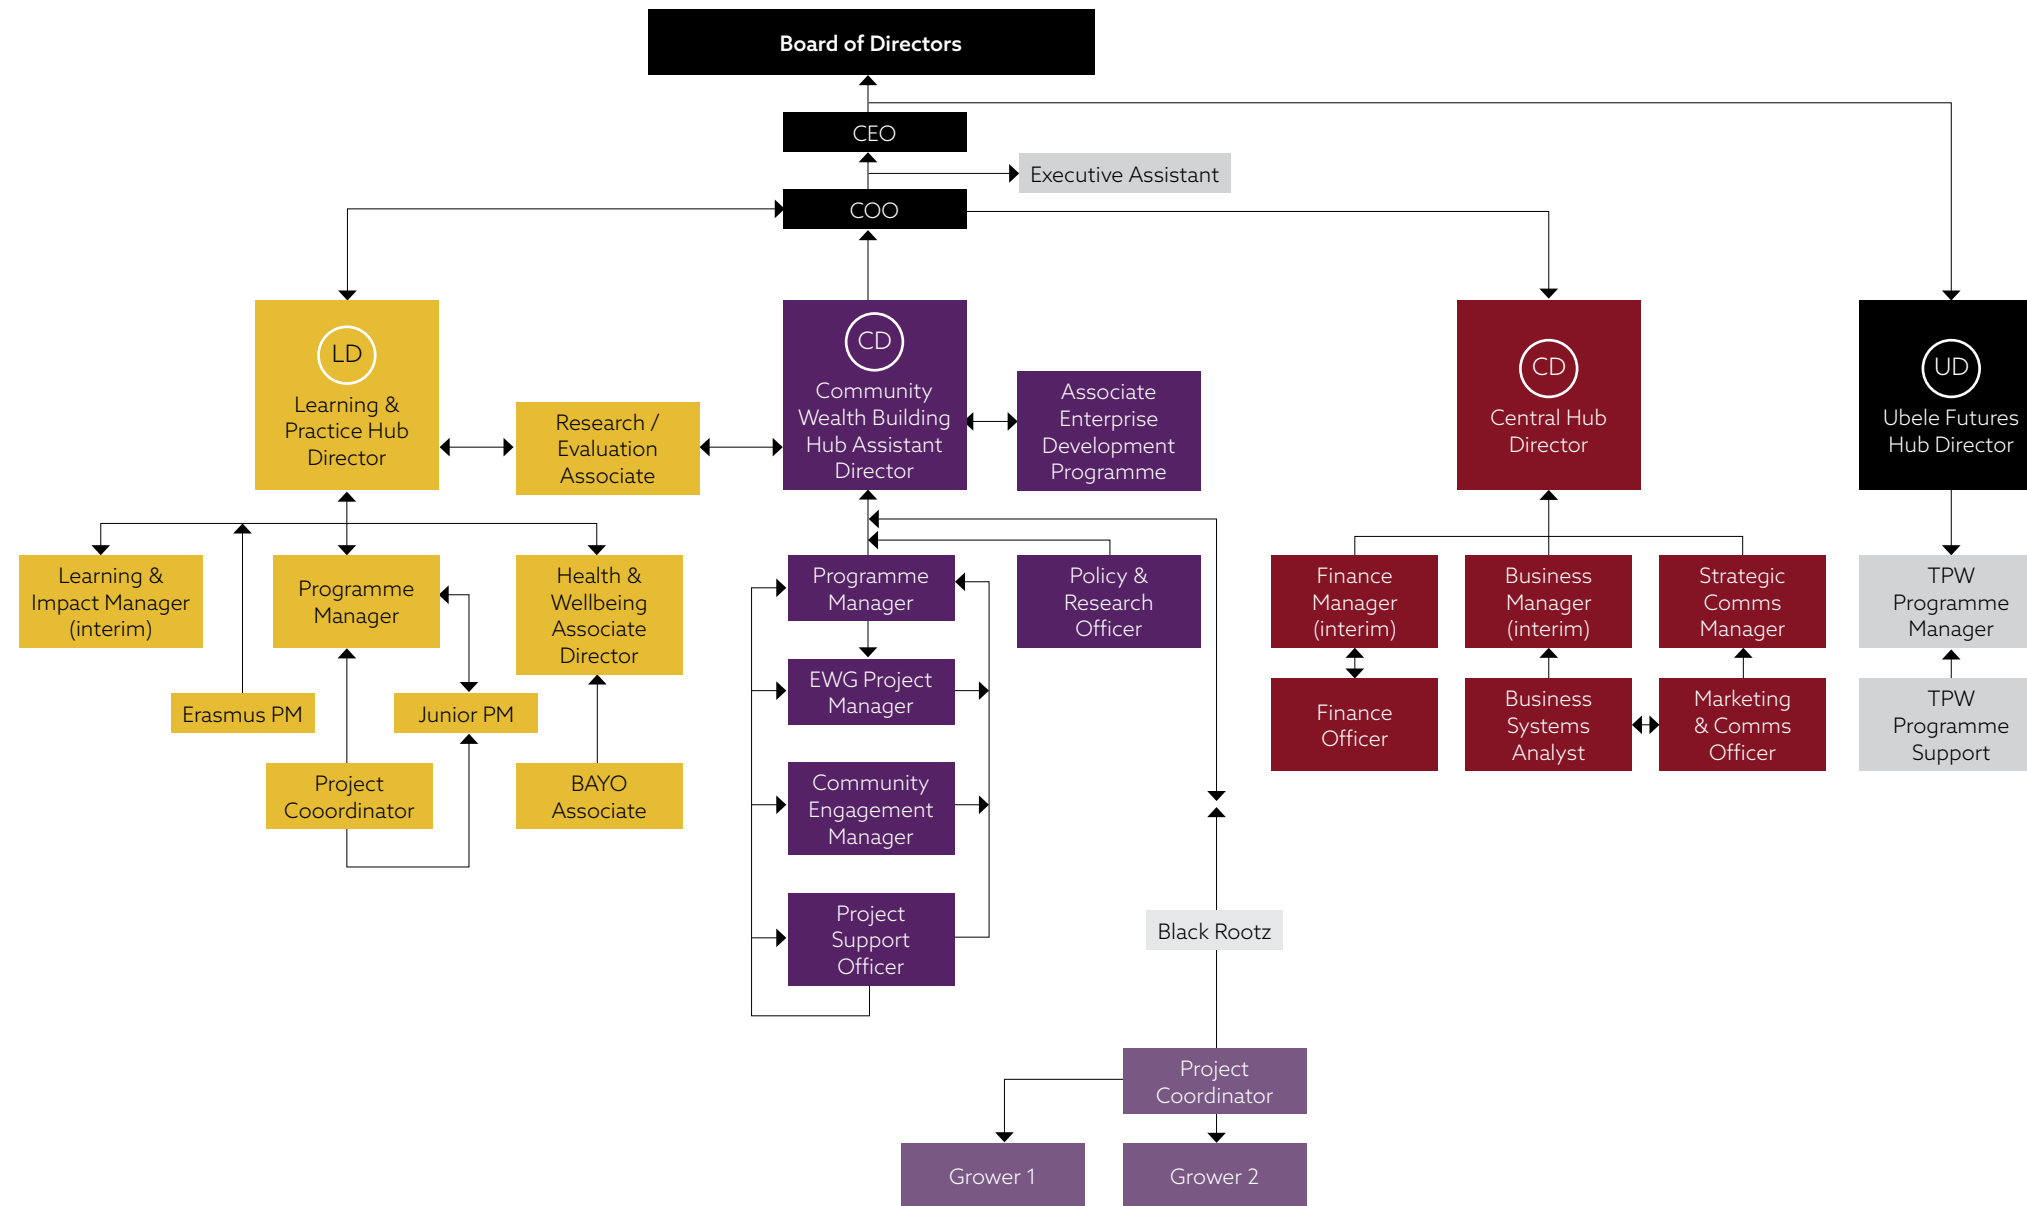 Board of Directors
CEO
Executive Assistant
COO
LD
Learning &
Practice Hub
Director
Research /
Evaluation
Associate
CD
Community
Wealth Building
Hub Assistant
Director
Associate
Enterprise
Development
Programme
CD
Central Hub
Director
UD
Ubele Futures
Hub Director
Learning &
Impact Manager
(interim)
Programme
Manager
Health &
Wellbeing
Associate
Director
Erasmus PM
Junior PM
Project
Cooordinator
BAYO
Associate
Programme
Manager
Policy &
Research
Officer
EWG Project
Manager
Community
Engagement
Manager
Project
Support
Officer
Black Rootz
Project
Coordinator
Grower 1
Grower 2
Finance
Manager
(interim)
Business
Manager
(interim)
Strategic
Comms
Manager
Finance
Officer
Business
Systems
Analyst
Marketing
& Comms
Officer
TPW
Programme
Manager
TPW
Programme
Support